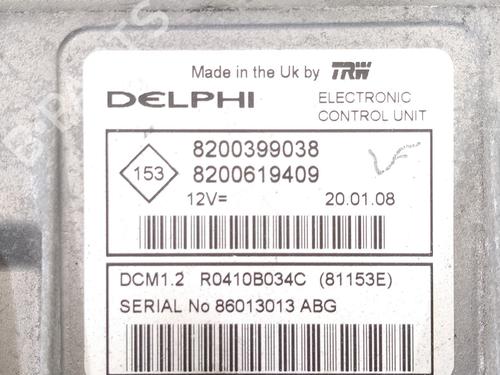 Made in the Uk by TRW
DELPHI ELECTRONIC
CONTROL UNIT
153
8200399038
8200619409
12V= 20.01.08
DCM1.2 R0410B034C (81153E)
SERIAL No 86013013 ABG